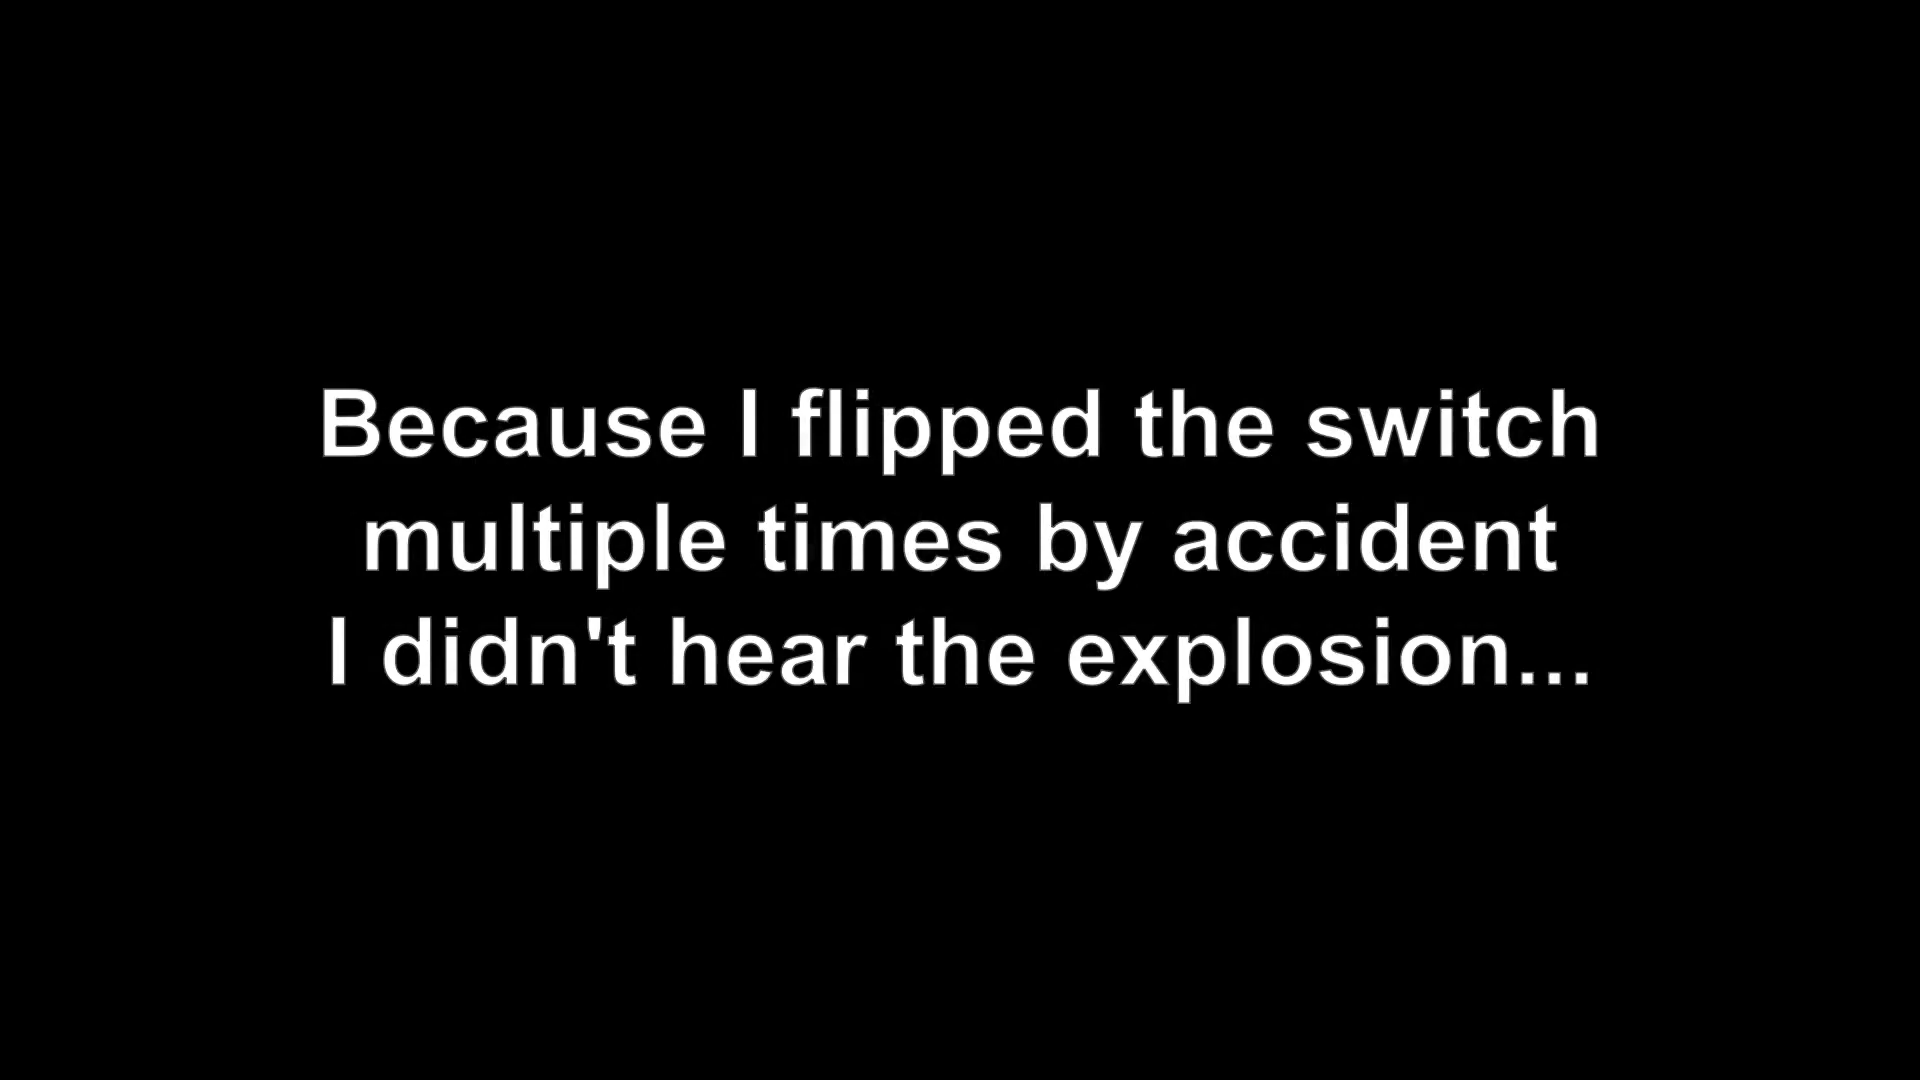 Because I flipped the switch
multiple times by accident
I didn't hear the explosion...